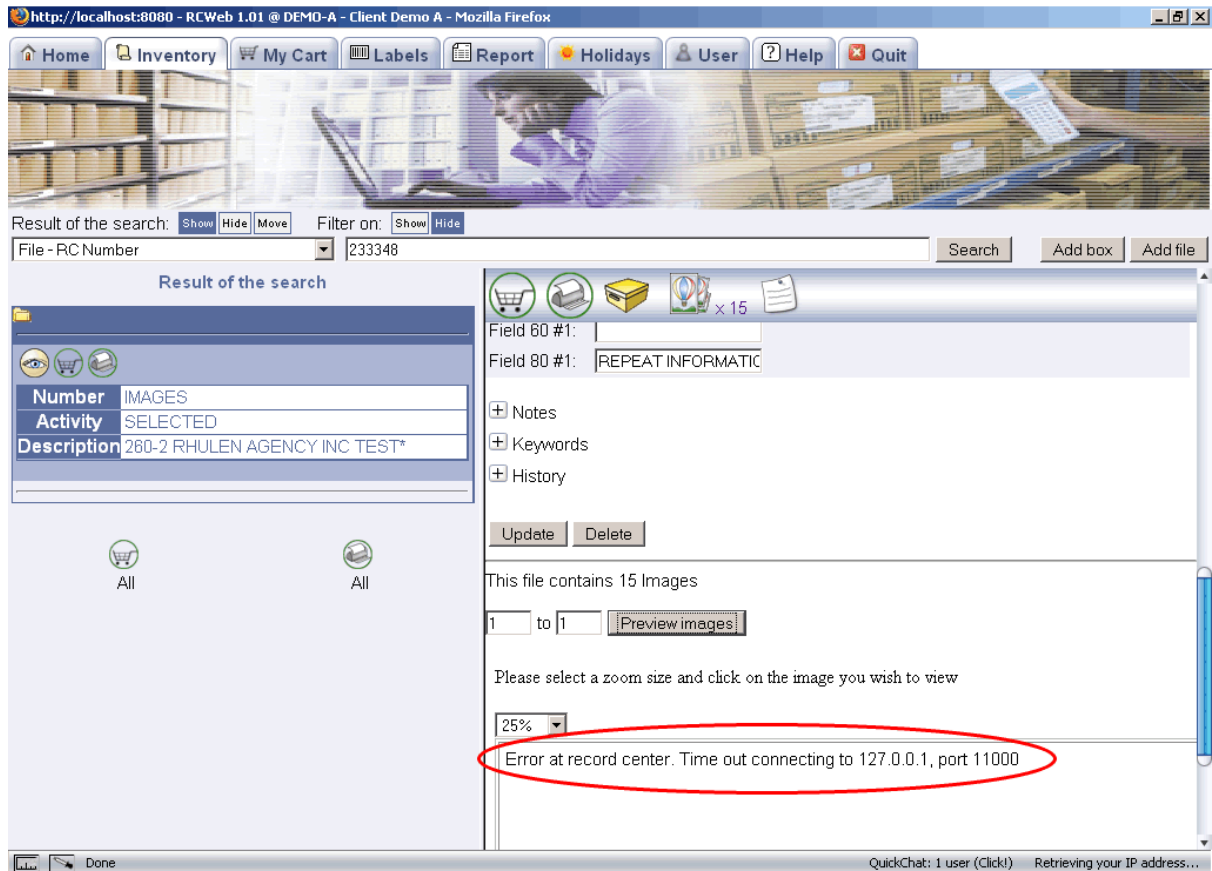 http://localhost:8080 - RCWeb 1.01 @ DEMO-A - Client Demo A - Mozilla Firefox
Home Inventory My Cart Labels Report Holidays User Help Quit
Result of the search: Show Hide Move Filter on: Show Hide
File - RC Number 233348 Search Add box Add file
Result of the search
x 15
Field 60 #1:
Field 80 #1: REPEAT INFORMATIC
Number IMAGES
Activity SELECTED
Description 260-2 RHULEN AGENCY INC TEST*
Notes
Keywords
History
Update Delete
All All
This file contains 15 Images
1 to 1 Preview images
Please select a zoom size and click on the image you wish to view
25%
Error at record center. Time out connecting to 127.0.0.1, port 11000
Done QuickChat: 1 user (Click!) Retrieving your IP address...